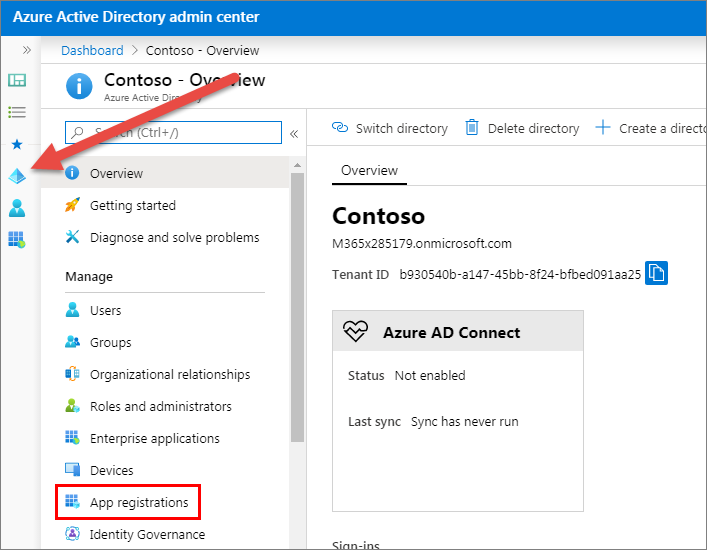 Azure Active Directory admin center
Dashboard > Contoso - Overview
Contoso - Overview
Azure Active Directory
Search (Ctrl+/)
Overview
Getting started
Diagnose and solve problems
Manage
Users
Groups
Organizational relationships
Roles and administrators
Enterprise applications
Devices
App registrations
Identity Governance
Switch directory
Delete directory
Create a directo
Overview
Contoso
M365x285179.onmicrosoft.com
Tenant ID b930540b-a147-45bb-8f24-bfbed091aa25
Azure AD Connect
Status Not enabled
Last sync Sync has never run
Sign-ins